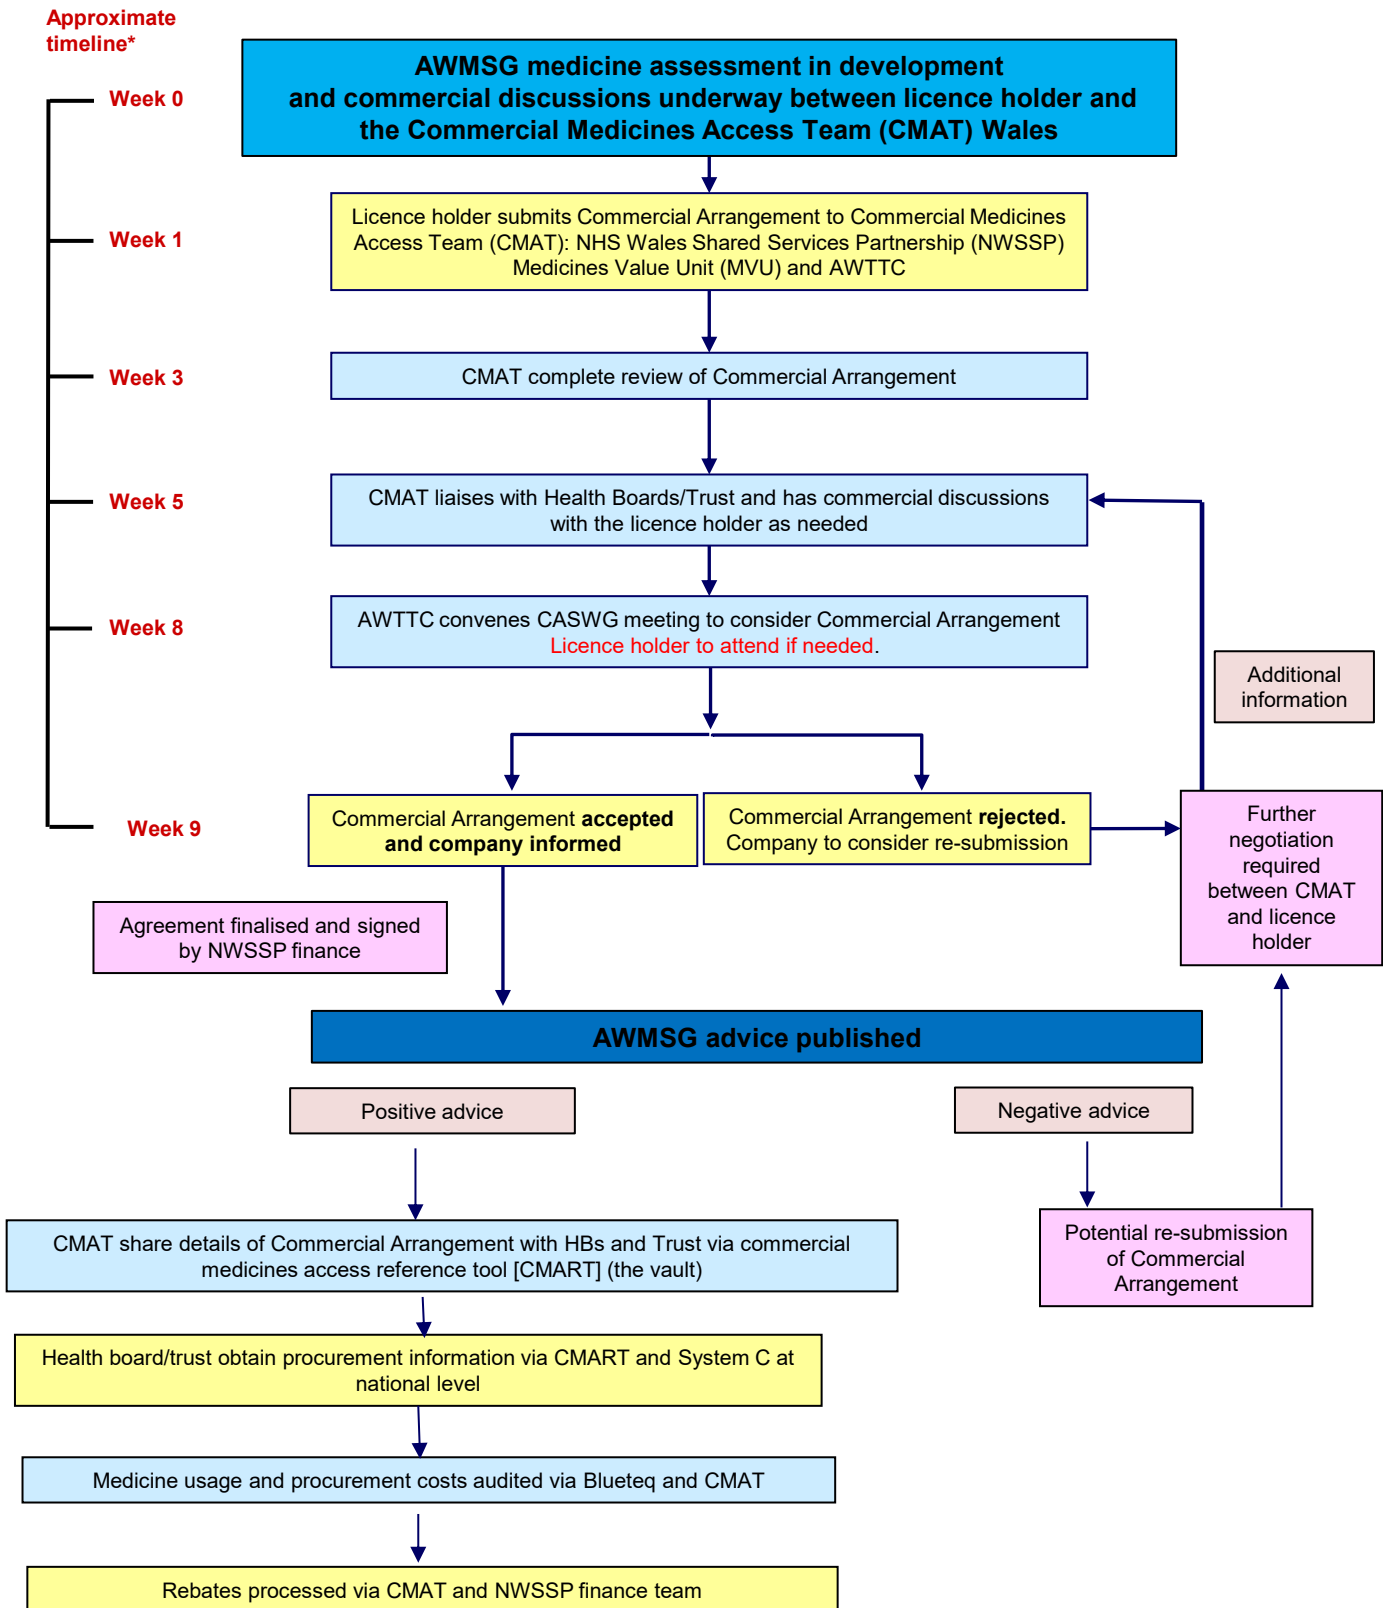 Approximate
timeline*
AWMSG medicine assessment in development
and commercial discussions underway between licence holder and
the Commercial Medicines Access Team (CMAT) Wales
Week 0
Licence holder submits Commercial Arrangement to Commercial Medicines
Access Team (CMAT): NHS Wales Shared Services Partnership (NWSSP)
Medicines Value Unit (MVU) and AWTTC
Week 1
CMAT complete review of Commercial Arrangement
Week 3
CMAT liaises with Health Boards/Trust and has commercial discussions
with the licence holder as needed
Week 5
AWTTC convenes CASWG meeting to consider Commercial Arrangement
Licence holder to attend if needed.
Week 8
Additional
information
Commercial Arrangement accepted
and company informed
Commercial Arrangement rejected.
Company to consider re-submission
Week 9
Further
negotiation
required
between CMAT
and licence
holder
Agreement finalised and signed
by NWSSP finance
AWMSG advice published
Positive advice
Negative advice
CMAT share details of Commercial Arrangement with HBs and Trust via commercial
medicines access reference tool [CMART] (the vault)
Potential re-submission
of Commercial
Arrangement
Health board/trust obtain procurement information via CMART and System C at
national level
Medicine usage and procurement costs audited via Blueteq and CMAT
Rebates processed via CMAT and NWSSP finance team